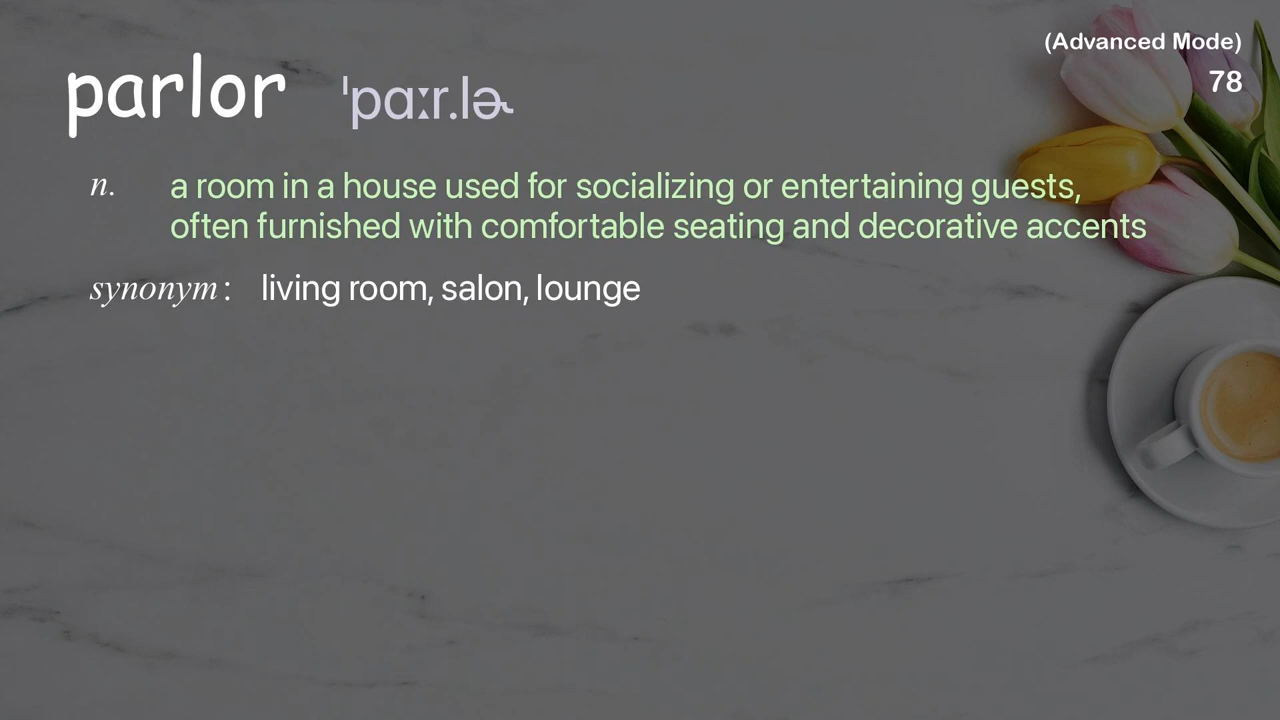 (Advanced Mode)
78
parlor ˈpɑːr.lɚ
n. a room in a house used for socializing or entertaining guests,
often furnished with comfortable seating and decorative accents
synonym: living room, salon, lounge